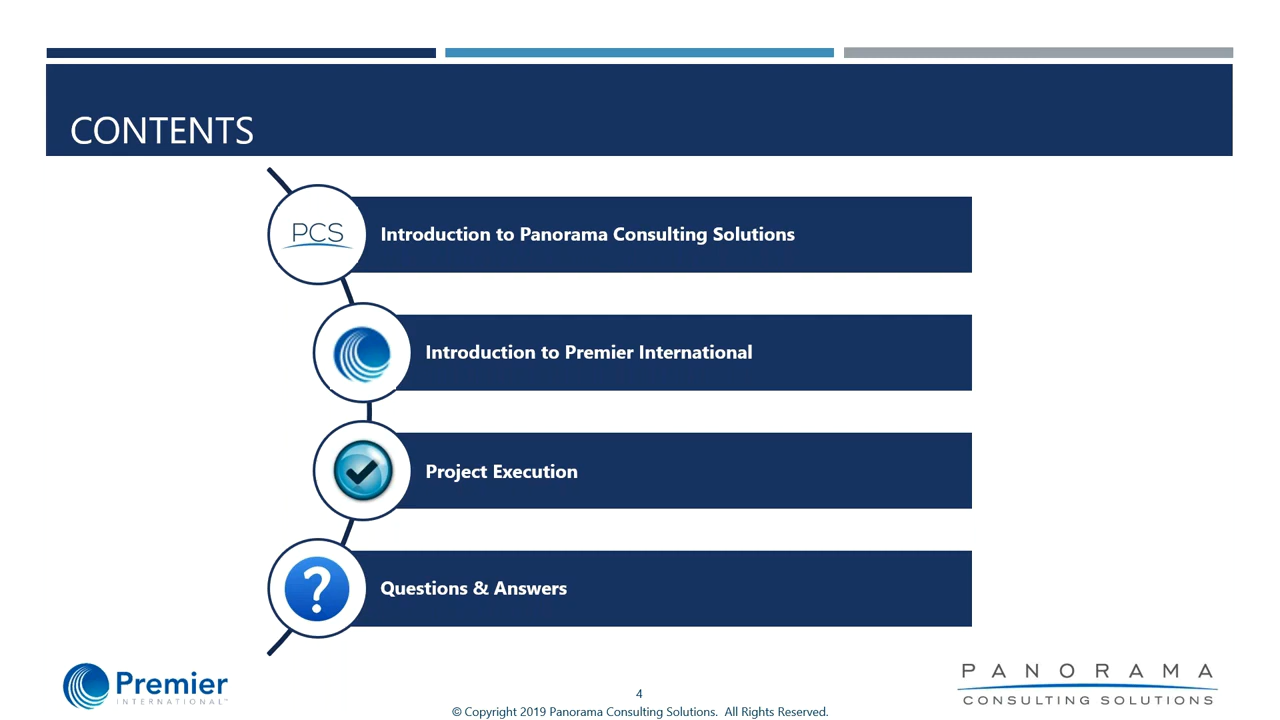 CONTENTS
PCS
Introduction to Panorama Consulting Solutions
Introduction to Premier International
Project Execution
?
Questions & Answers
Premier
INTERNATIONAL™
PANORAMA
CONSULTING SOLUTIONS
4
© Copyright 2019 Panorama Consulting Solutions. All Rights Reserved.